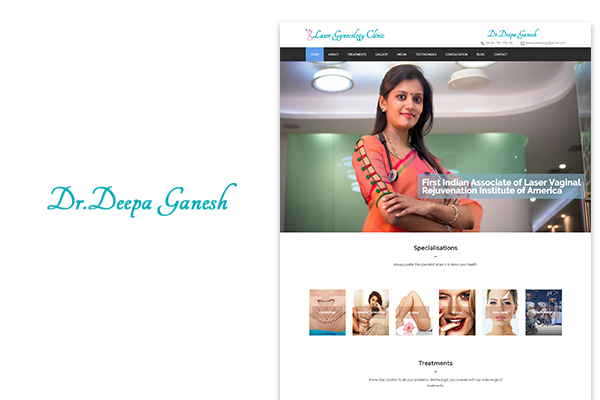 Dr.Deepa Ganesh
Laser Gynecology Clinic
Dr.Deepa Ganesh
HOME ABOUT TREATMENTS GALLERY MEDIA TESTIMONIALS CONSULTATION BLOG CONTACT
First Indian Associate of Laser Vaginal
Rejuvenation Institute of America
Specialisations
Always prefer the specialist when it is about your health
Treatments
A one stop solution to all your problems. We have got you covered with our wide range of
treatments